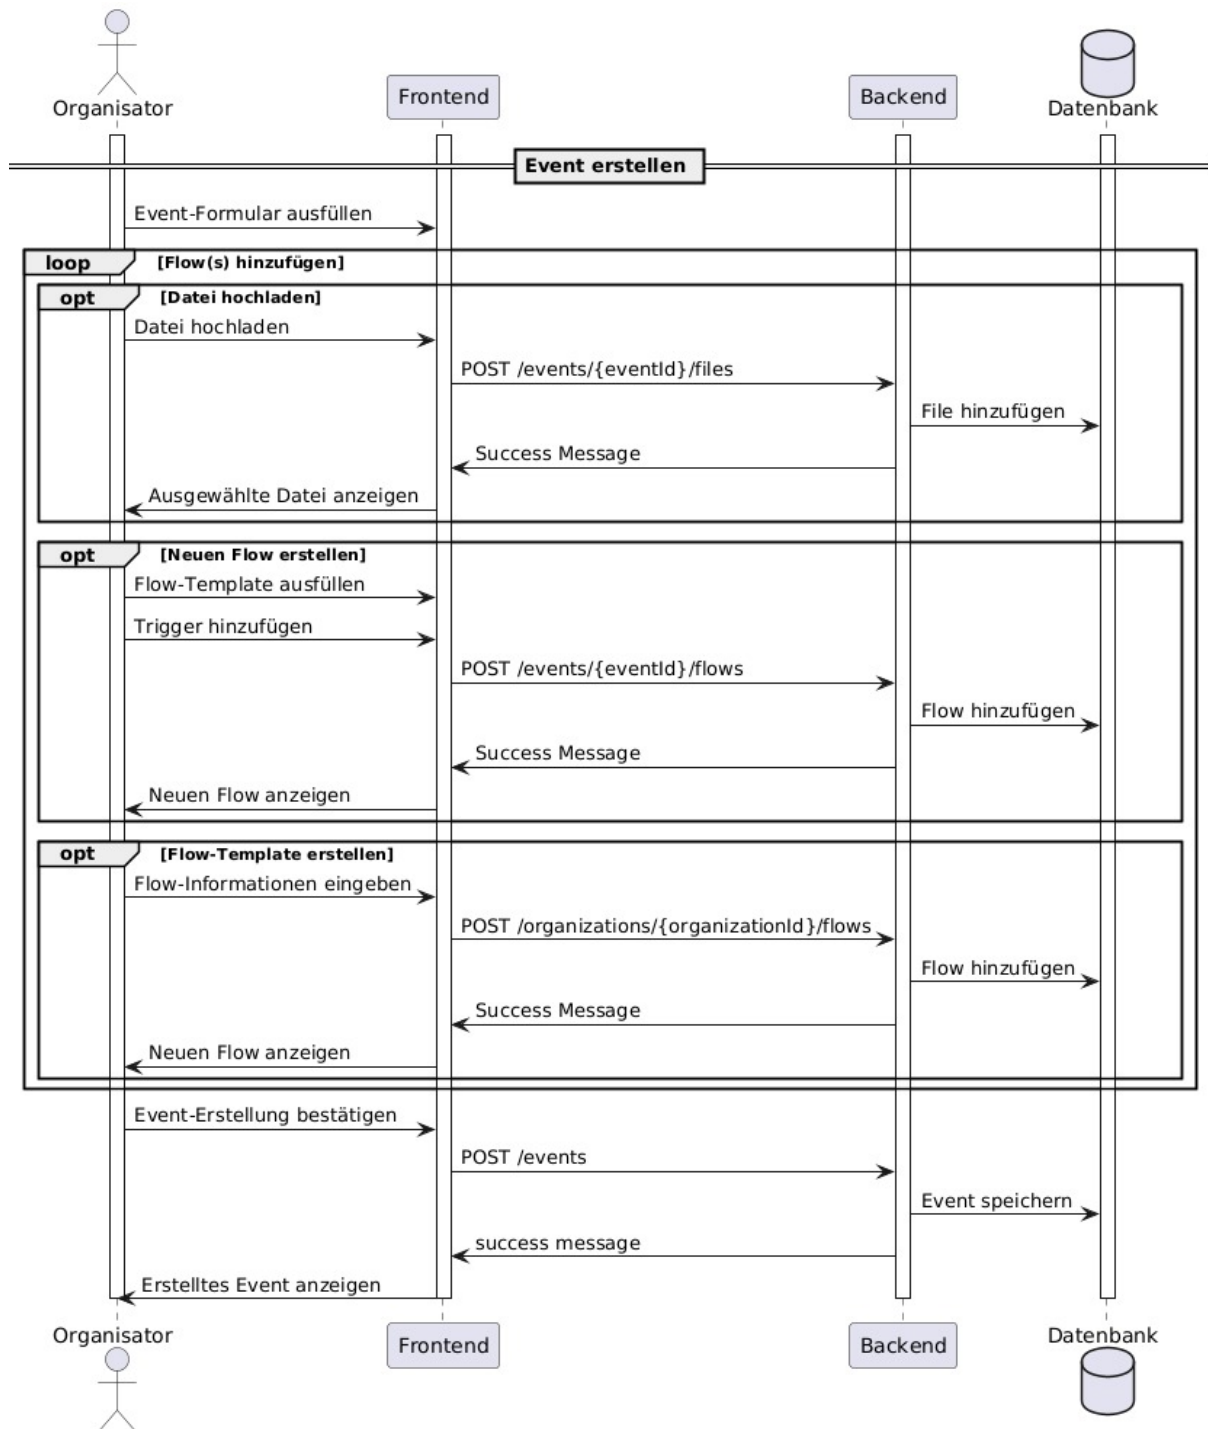 Organisator
Frontend
Backend
Datenbank
Event erstellen
Event-Formular ausfüllen
loop [Flow(s) hinzufügen]
opt [Datei hochladen]
Datei hochladen
POST /events/{eventId}/files
File hinzufügen
Success Message
Ausgewählte Datei anzeigen
opt [Neuen Flow erstellen]
Flow-Template ausfüllen
Trigger hinzufügen
POST /events/{eventId}/flows
Flow hinzufügen
Success Message
Neuen Flow anzeigen
opt [Flow-Template erstellen]
Flow-Informationen eingeben
POST /organizations/{organizationId}/flows
Flow hinzufügen
Success Message
Neuen Flow anzeigen
Event-Erstellung bestätigen
POST /events
Event speichern
success message
Erstelltes Event anzeigen
Organisator
Frontend
Backend
Datenbank